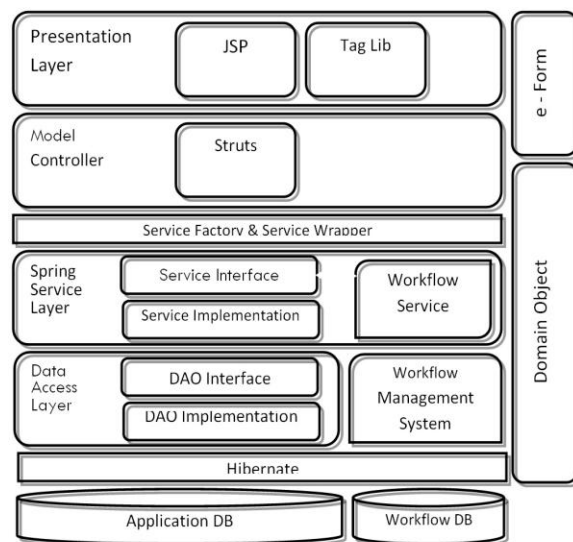 Presentation
Layer
JSP
Tag Lib
e - Form
Model
Controller
Struts
Service Factory & Service Wrapper
Spring
Service
Layer
Service Interface
Service Implementation
Workflow
Service
Domain Object
Data
Access
Layer
DAO Interface
DAO Implementation
Workflow
Management
System
Hibernate
Application DB
Workflow DB